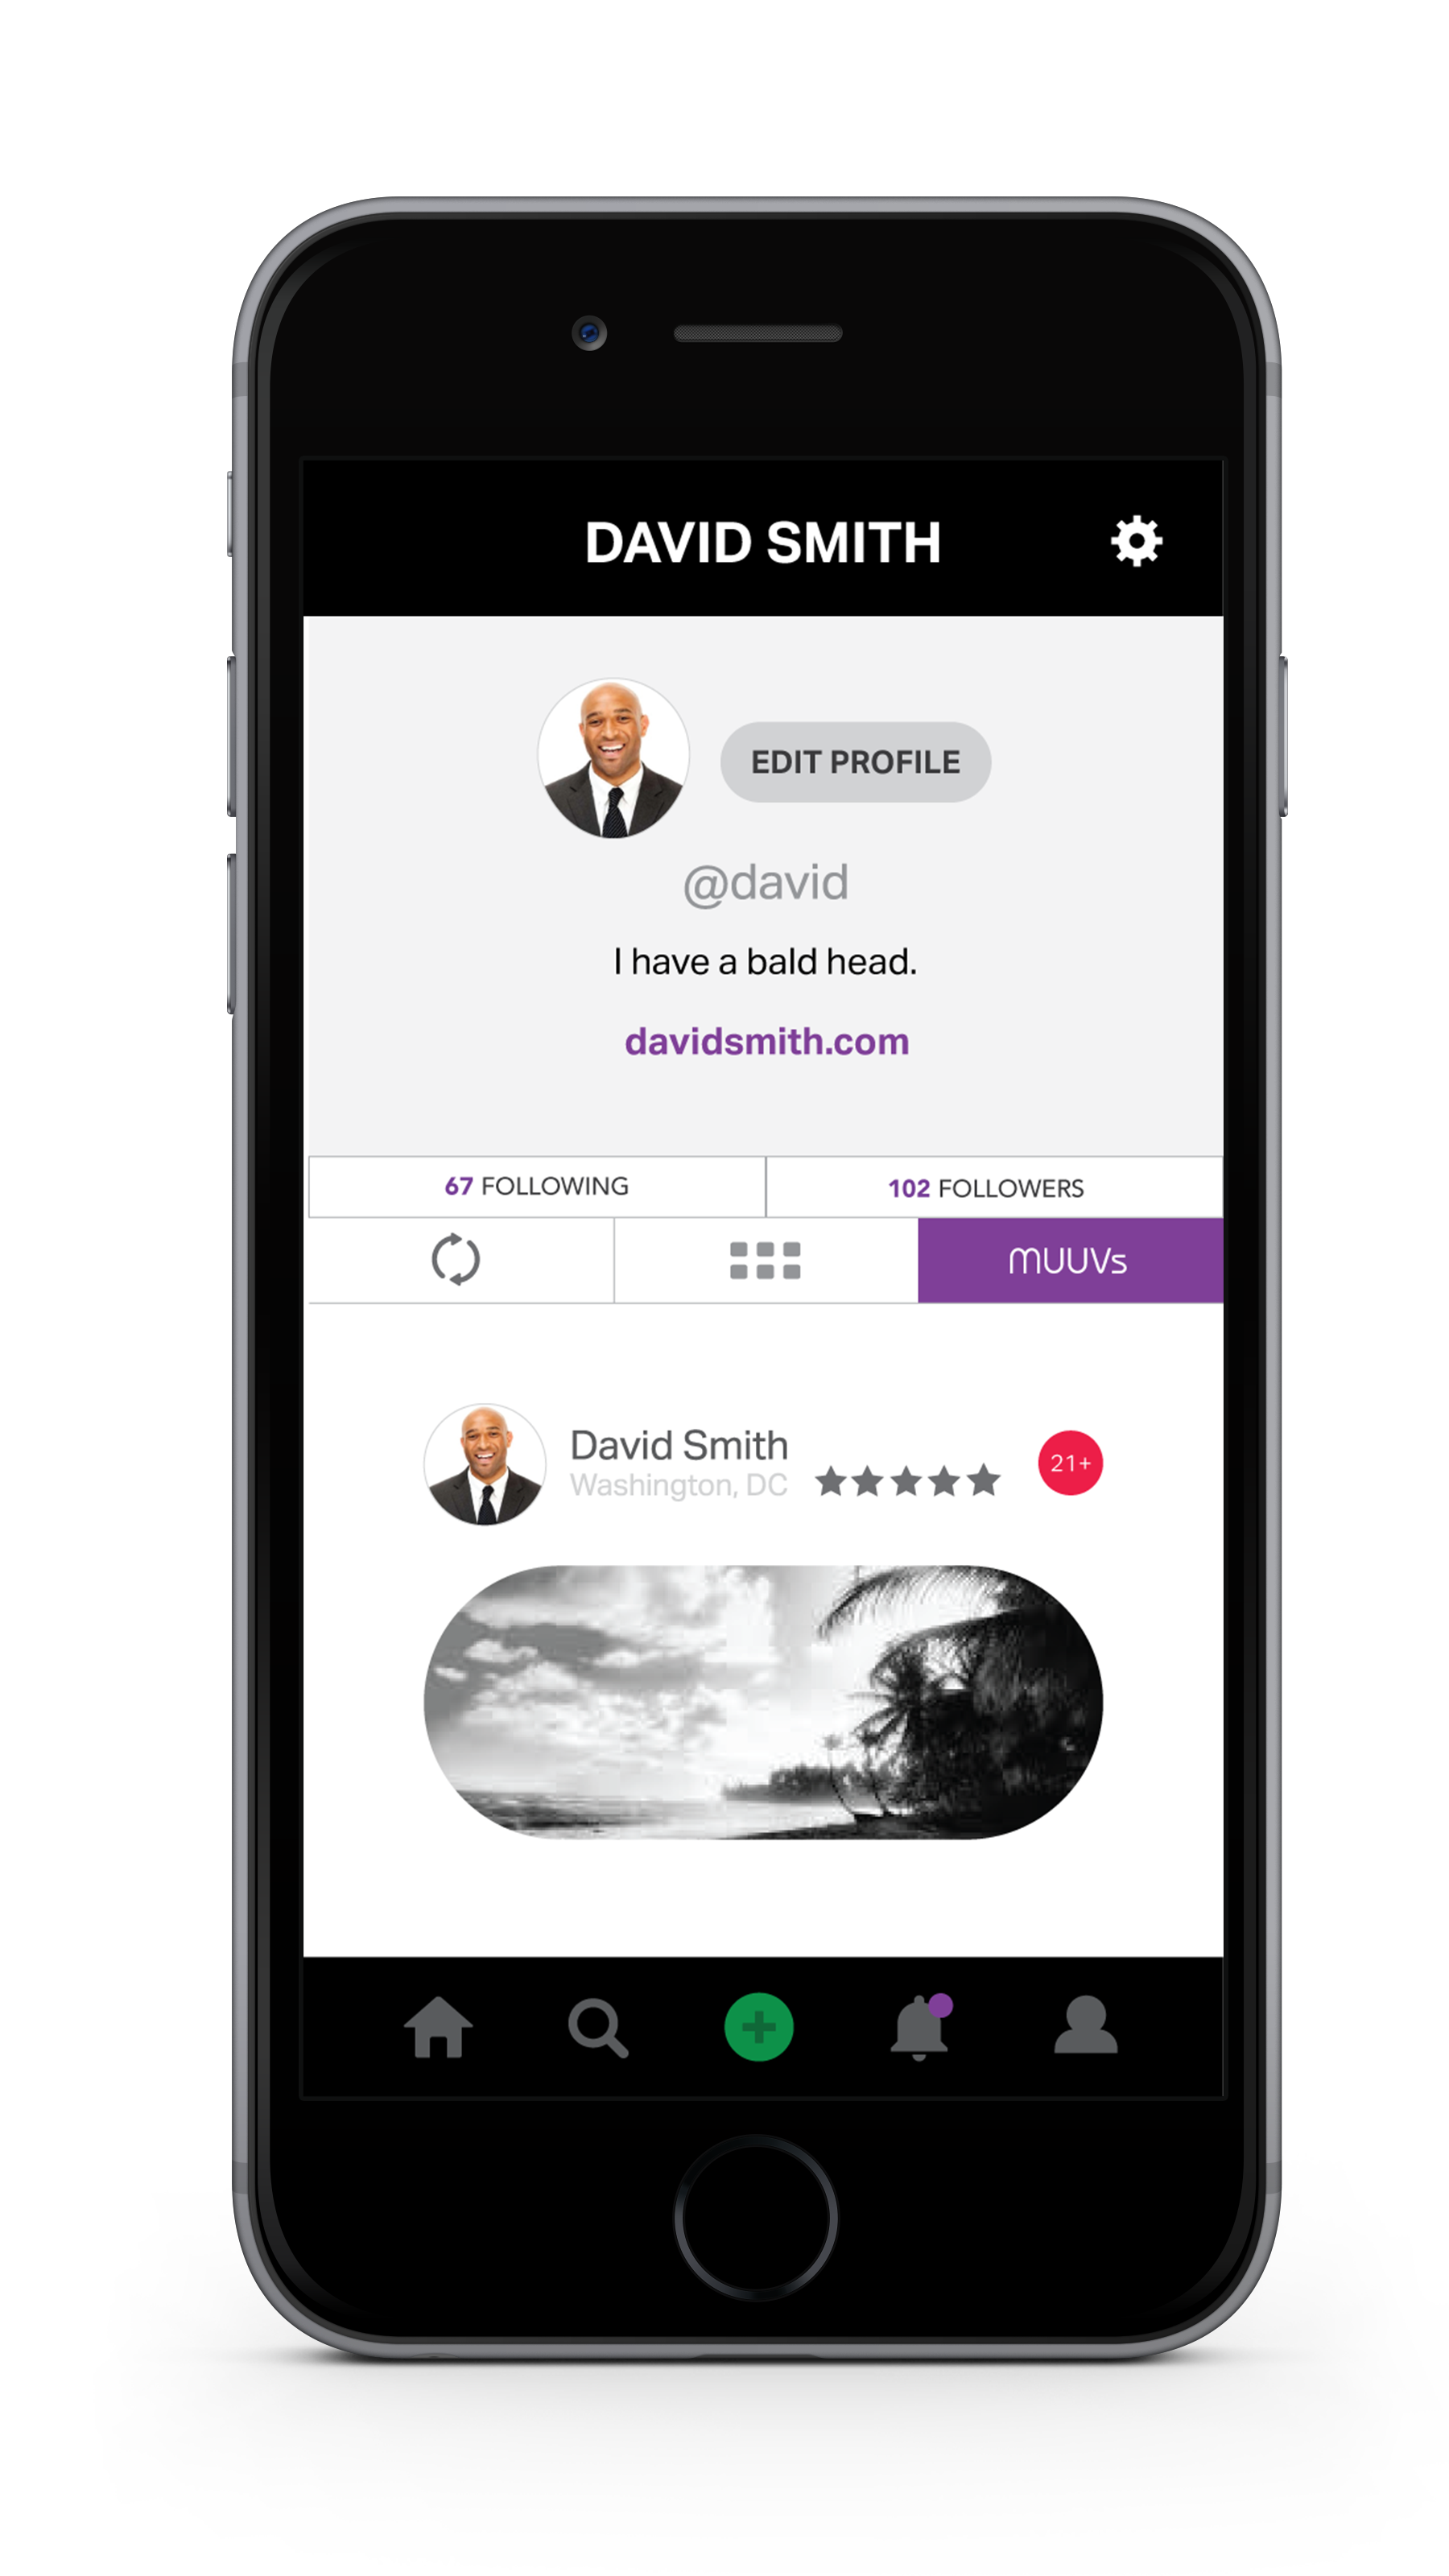 DAVID SMITH
EDIT PROFILE
@david
I have a bald head.
davidsmith.com
67 FOLLOWING
102 FOLLOWERS
MUUVs
David Smith
Washington, DC
21+